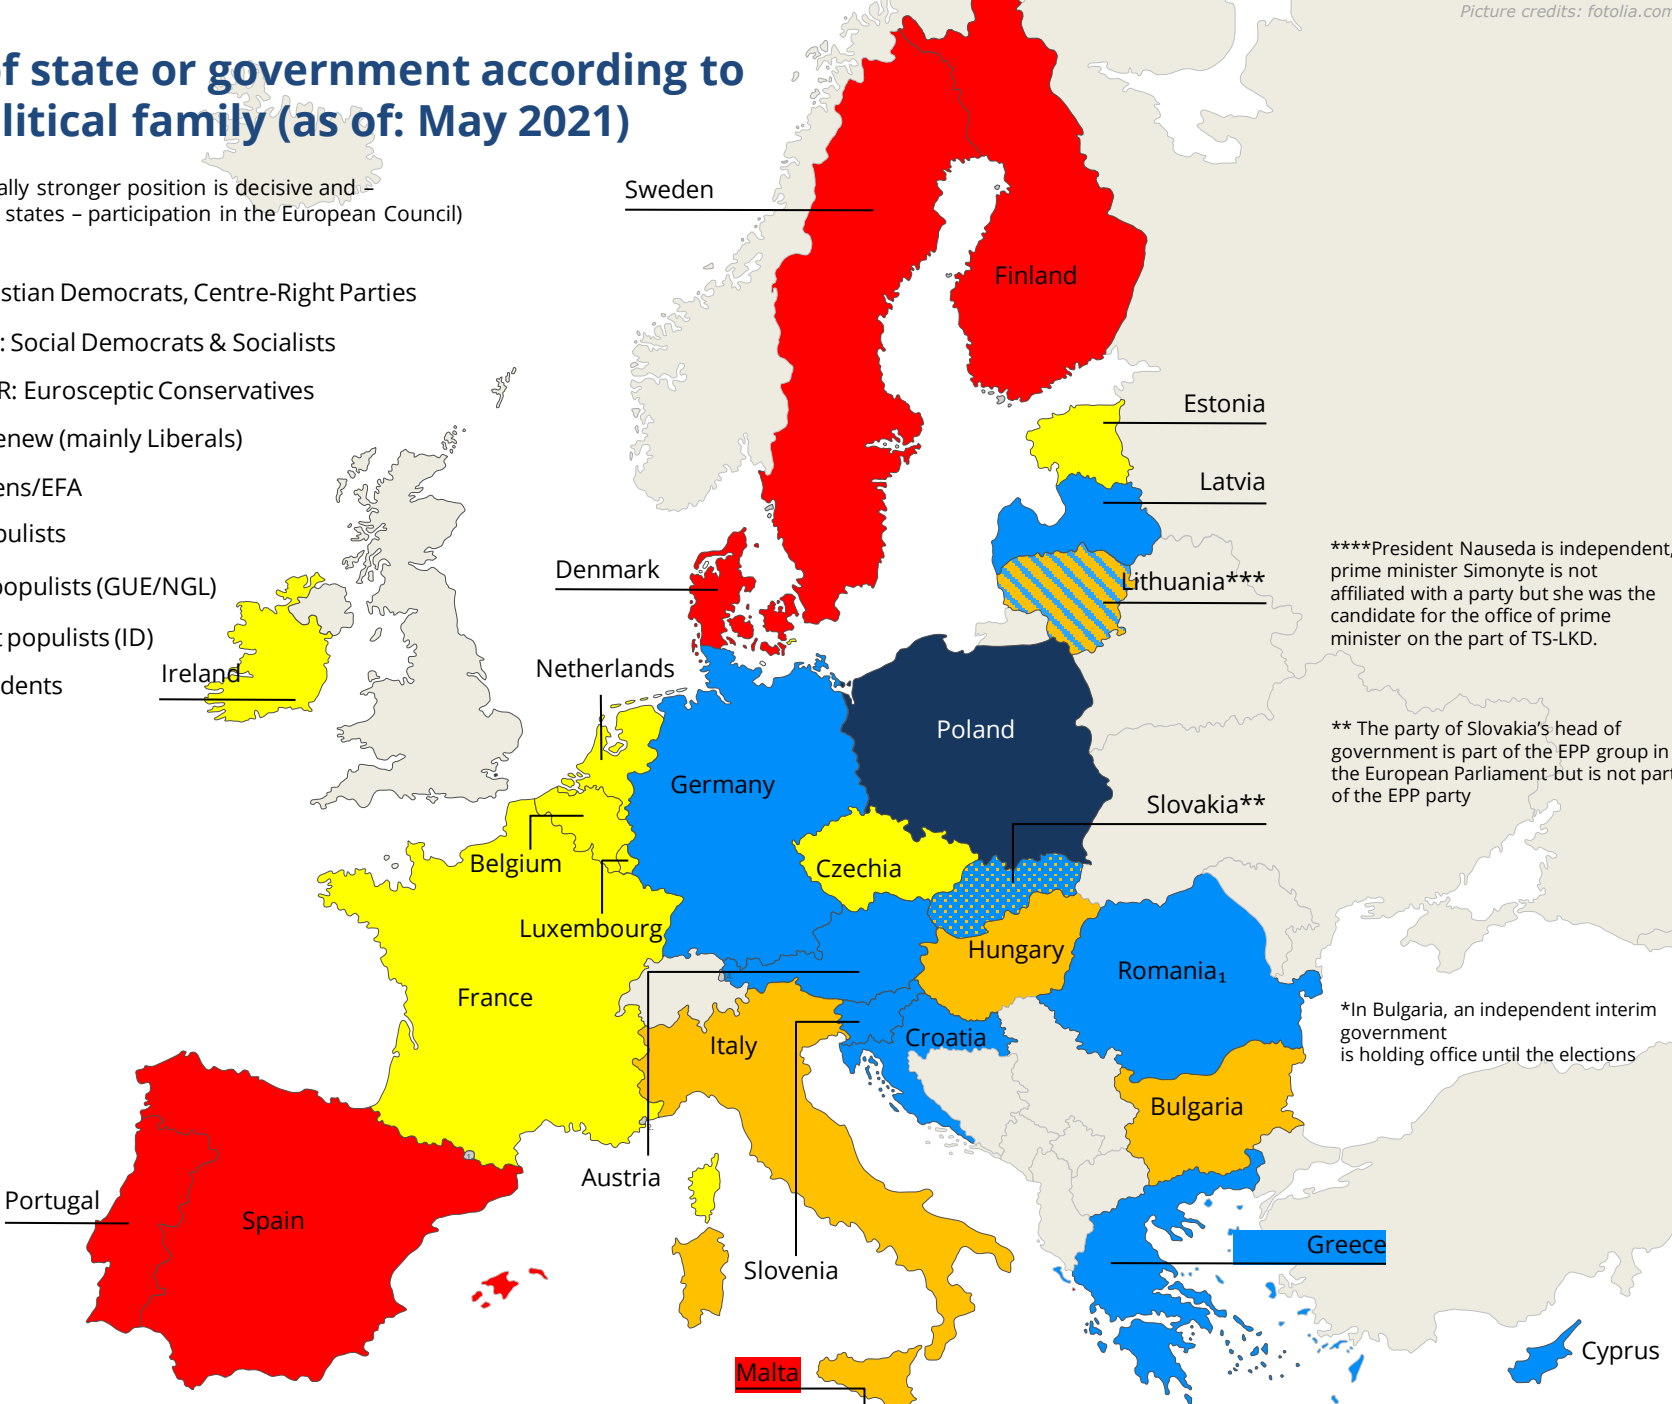 Picture credits: fotolia.com
of state or government according to
litical family (as of: May 2021)
ally stronger position is decisive and –
states – participation in the European Council)
stian Democrats, Centre-Right Parties
: Social Democrats & Socialists
R: Eurosceptic Conservatives
enew (mainly Liberals)
ens/EFA
pulists
populists (GUE/NGL)
t populists (ID)
dents
Sweden
Finland
Estonia
Latvia
Denmark
Lithuania***
****President Nauseda is independent,
prime minister Simonyte is not
affiliated with a party but she was the
candidate for the office of prime
minister on the part of TS-LKD.
Ireland
Netherlands
Poland
Germany
** The party of Slovakia’s head of
government is part of the EPP group in
the European Parliament but is not part
of the EPP party
Slovakia**
Belgium
Czechia
Luxembourg
Hungary
Romania₁
France
Italy
Croatia
*In Bulgaria, an independent interim
government
is holding office until the elections
Bulgaria
Austria
Portugal
Spain
Slovenia
Greece
Malta
Cyprus